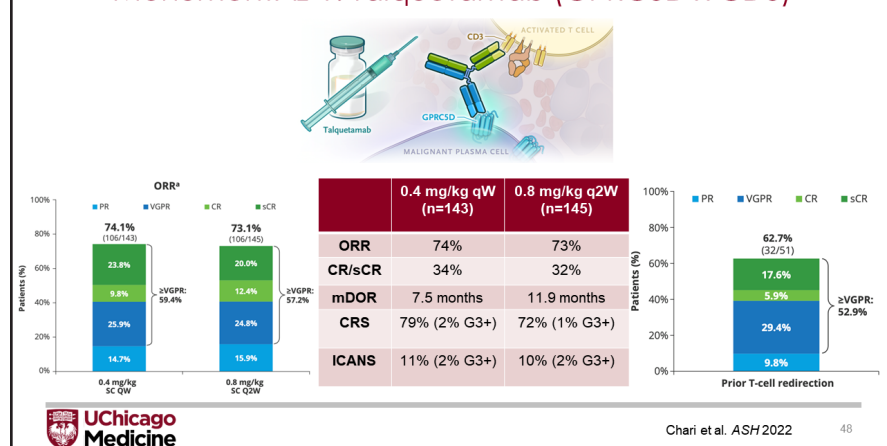 MonumenTAL-1: Talquetamab (GPRC5D x CD3)
ACTIVATED T CELL
CD3
GPRC5D
Talquetamab
MALIGNANT PLASMA CELL
ORRª
PR VGPR CR sCR
100%
80%
60%
40%
20%
0%
Patients (%)
74.1%
(106/143)
23.8%
9.8%
25.9%
14.7%
≥VGPR:
59.4%
0.4 mg/kg
SC QW
73.1%
(106/145)
20.0%
12.4%
24.8%
15.9%
≥VGPR:
57.2%
0.8 mg/kg
SC Q2W
0.4 mg/kg qW
(n=143)
0.8 mg/kg q2W
(n=145)
ORR 74% 73%
CR/sCR 34% 32%
mDOR 7.5 months 11.9 months
CRS 79% (2% G3+) 72% (1% G3+)
ICANS 11% (2% G3+) 10% (2% G3+)
PR VGPR CR sCR
100%
80%
60%
40%
20%
0%
Patients (%)
62.7%
(32/51)
17.6%
5.9%
29.4%
9.8%
≥VGPR:
52.9%
Prior T-cell redirection
UChicago
Medicine
Chari et al. ASH 2022
48